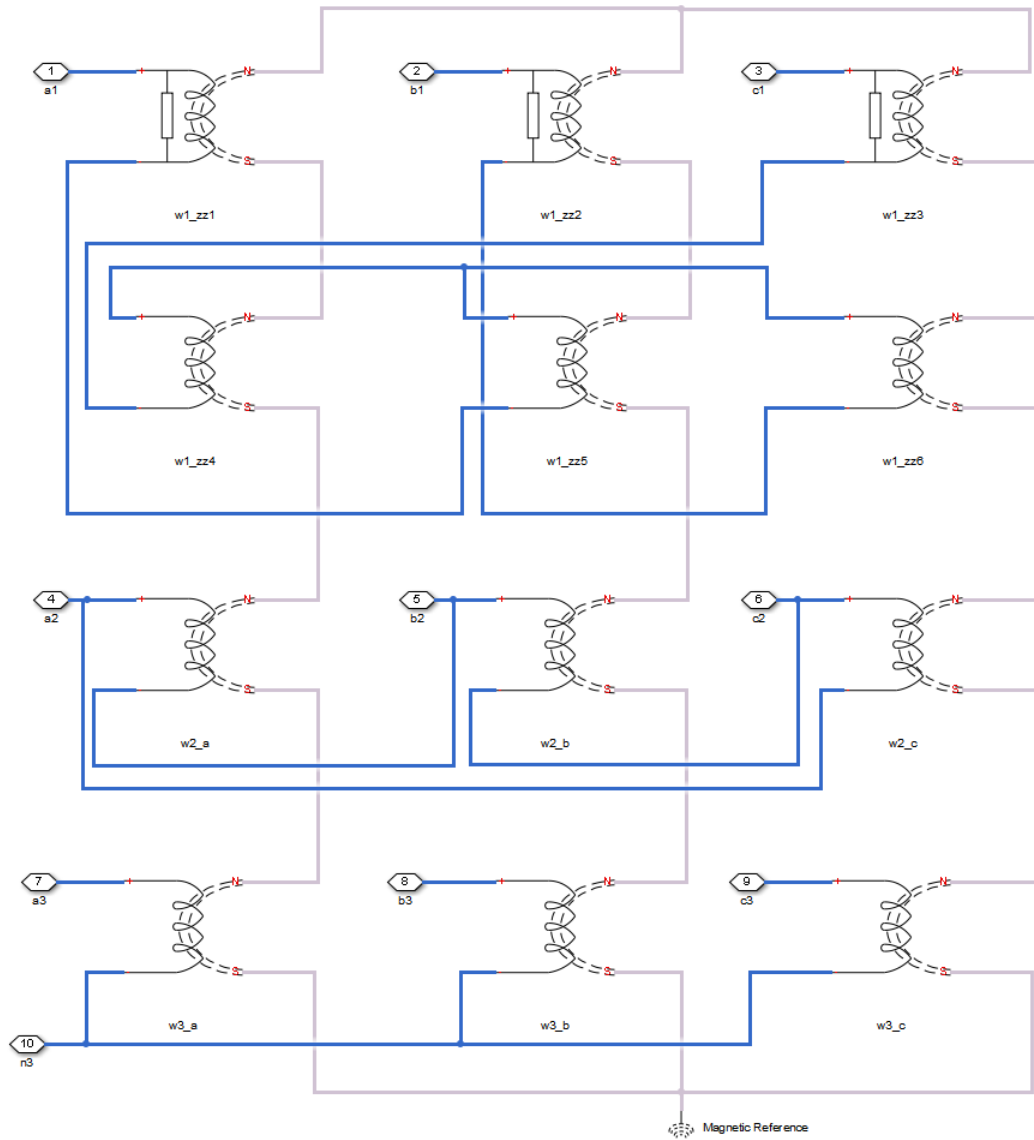 1 + N 2 + N 3 + N
a1 b1 c1
S S S
w1_zz1 w1_zz2 w1_zz3
+ N + N + N
S S S
w1_zz4 w1_zz5 w1_zz6
4 + N 5 + N 6 + N
a2 b2 c2
S S S
w2_a w2_b w2_c
7 + N 8 + N 9 + N
a3 b3 c3
S S S
w3_a w3_b w3_c
10
n3
Magnetic Reference